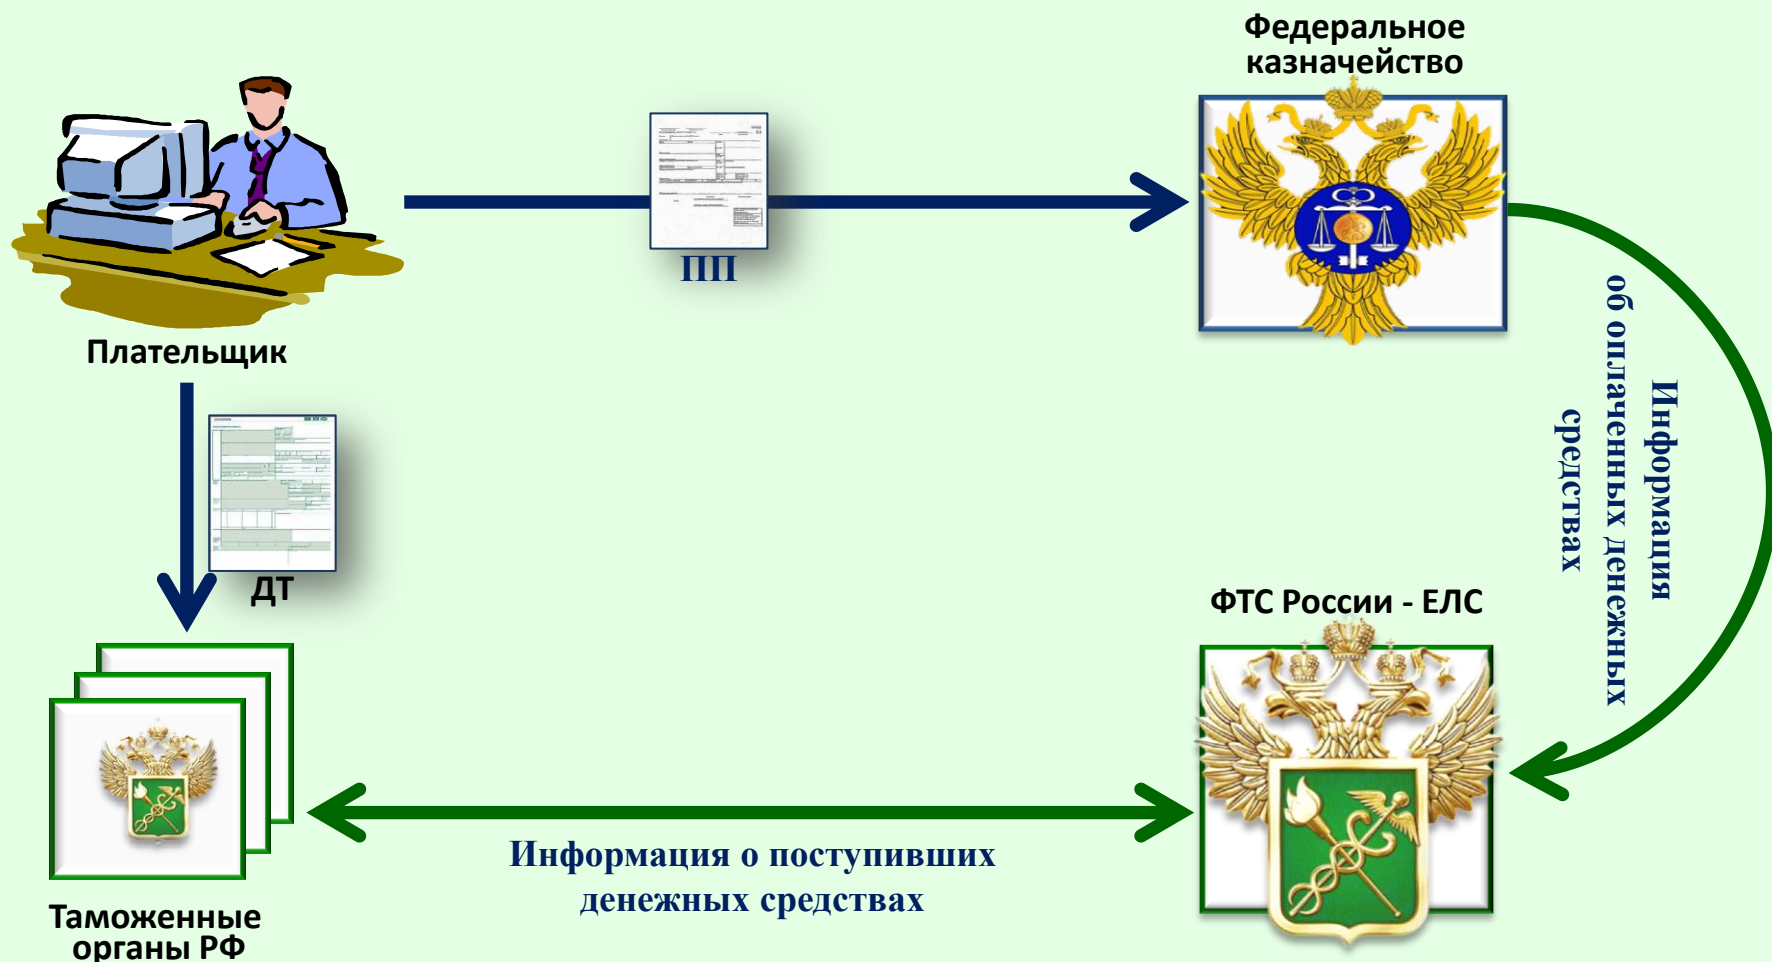 Федеральное
казначейство
ПП
Плательщик
Информация
об оплаченных денежных
средствах
ДТ
ФТС России - ЕЛС
Информация о поступивших
денежных средствах
Таможенные
органы РФ